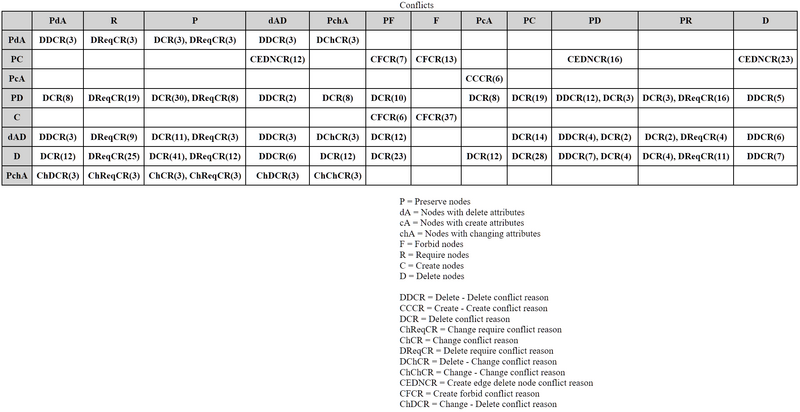 Conflicts
PdA R P dAD PchA PF F PcA PC PD PR D
PdA DDCR(3) DReqCR(3) DCR(3), DReqCR(3) DDCR(3) DChCR(3)
PC CEDNCR(12) CFCR(7) CFCR(13) CEDNCR(16) CEDNCR(23)
PcA CCCR(6)
PD DCR(8) DReqCR(19) DCR(30), DReqCR(8) DDCR(2) DCR(8) DCR(10) DCR(8) DCR(19) DDCR(12), DCR(3) DCR(3), DReqCR(16) DDCR(5)
C CFCR(6) CFCR(37)
dAD DDCR(3) DReqCR(9) DCR(11), DReqCR(3) DDCR(3) DChCR(3) DCR(12) DCR(14) DDCR(4), DCR(2) DCR(2), DReqCR(4) DDCR(6)
D DCR(12) DReqCR(25) DCR(41), DReqCR(12) DDCR(6) DCR(12) DCR(23) DCR(12) DCR(28) DDCR(7), DCR(4) DCR(4), DReqCR(11) DDCR(7)
PchA ChDCR(3) ChReqCR(3) ChCR(3), ChReqCR(3) ChDCR(3) ChChCR(3)
P = Preserve nodes
dA = Nodes with delete attributes
cA = Nodes with create attributes
chA = Nodes with changing attributes
F = Forbid nodes
R = Require nodes
C = Create nodes
D = Delete nodes
DDCR = Delete - Delete conflict reason
CCCR = Create - Create conflict reason
DCR = Delete conflict reason
ChReqCR = Change require conflict reason
ChCR = Change conflict reason
DReqCR = Delete require conflict reason
DChCR = Delete - Change conflict reason
ChChCR = Change - Change conflict reason
CEDNCR = Create edge delete node conflict reason
CFCR = Create forbid conflict reason
ChDCR = Change - Delete conflict reason